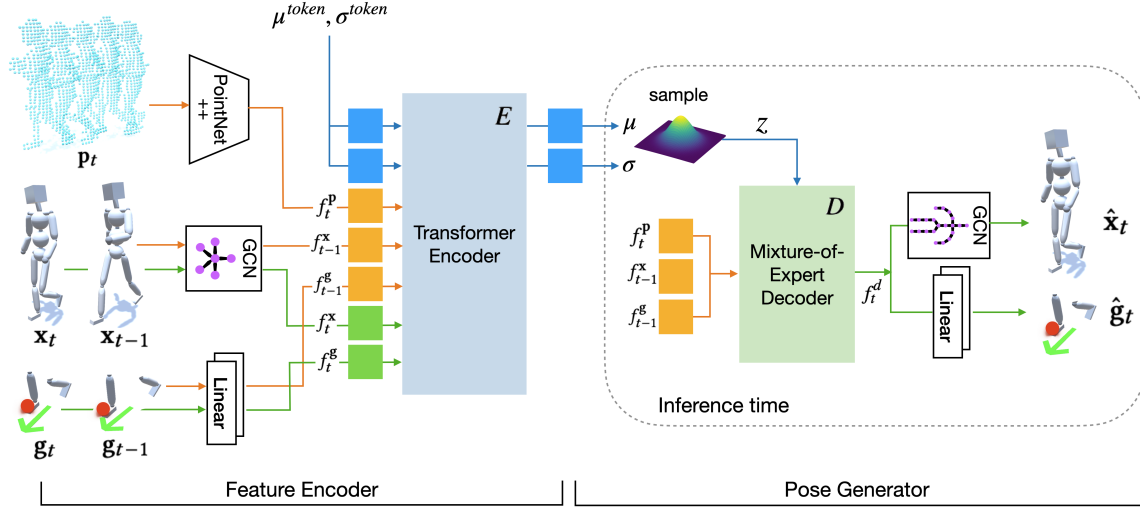 μ^{token}, σ^{token}
PointNet
++
p_t
E
Transformer
Encoder
f_t^p
f_{t−1}^x
f_{t−1}^g
f_t^x
f_t^g
GCN
x_t
x_{t−1}
Linear
g_t
g_{t−1}
sample
μ
σ
z
D
Mixture-of-
Expert
Decoder
f_t^p
f_{t−1}^x
f_{t−1}^g
f_t^d
GCN
x̂_t
Linear
ĝ_t
Inference time
Feature Encoder
Pose Generator